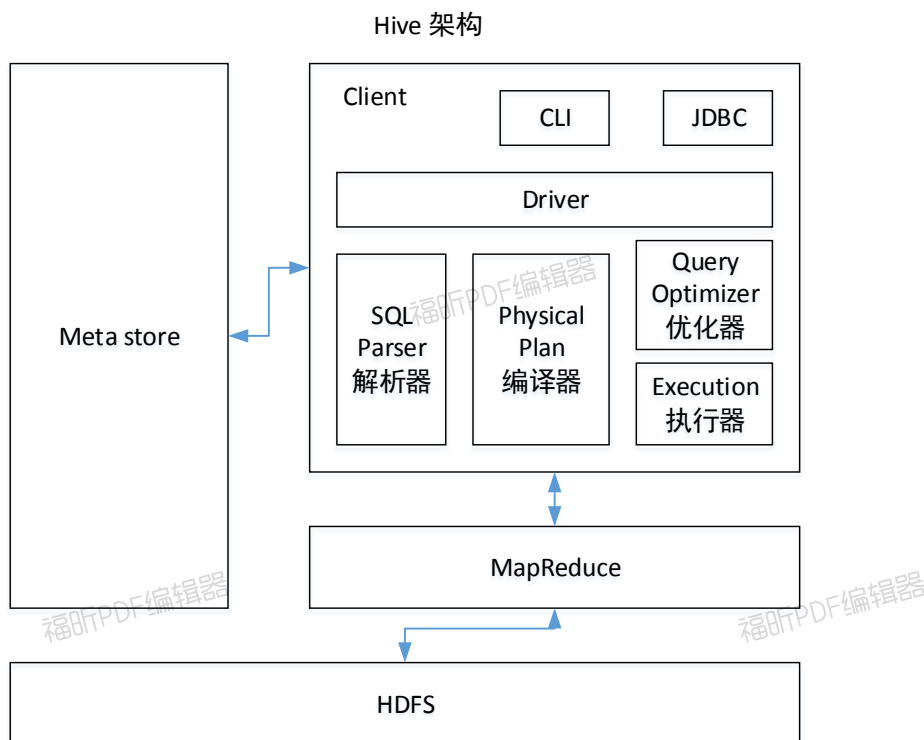 Hive 架构
Client
CLI
JDBC
Driver
Meta store
SQL
Parser
解析器
Physical
Plan
编译器
Query
Optimizer
优化器
Execution
执行器
MapReduce
HDFS
福昕PDF编辑器
福昕PDF编辑器
福昕PDF编辑器